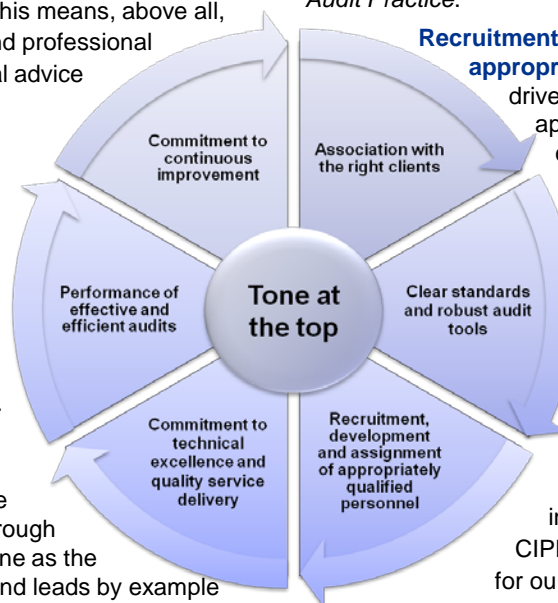 his means, above all,
nd professional
al advice
Audit Practice.
Recruitment
appropr
drive
ap
Commitment to
continuous
improvement
Association with
the right clients
Performance of
effective and
efficient audits
Tone at
the top
Clear standards
and robust audit
tools
Commitment to
technical
excellence and
quality service
delivery
Recruitment,
development
and assignment
of appropriately
qualified
personnel
rough
ne as the
nd leads by example
in
CIP
for ou